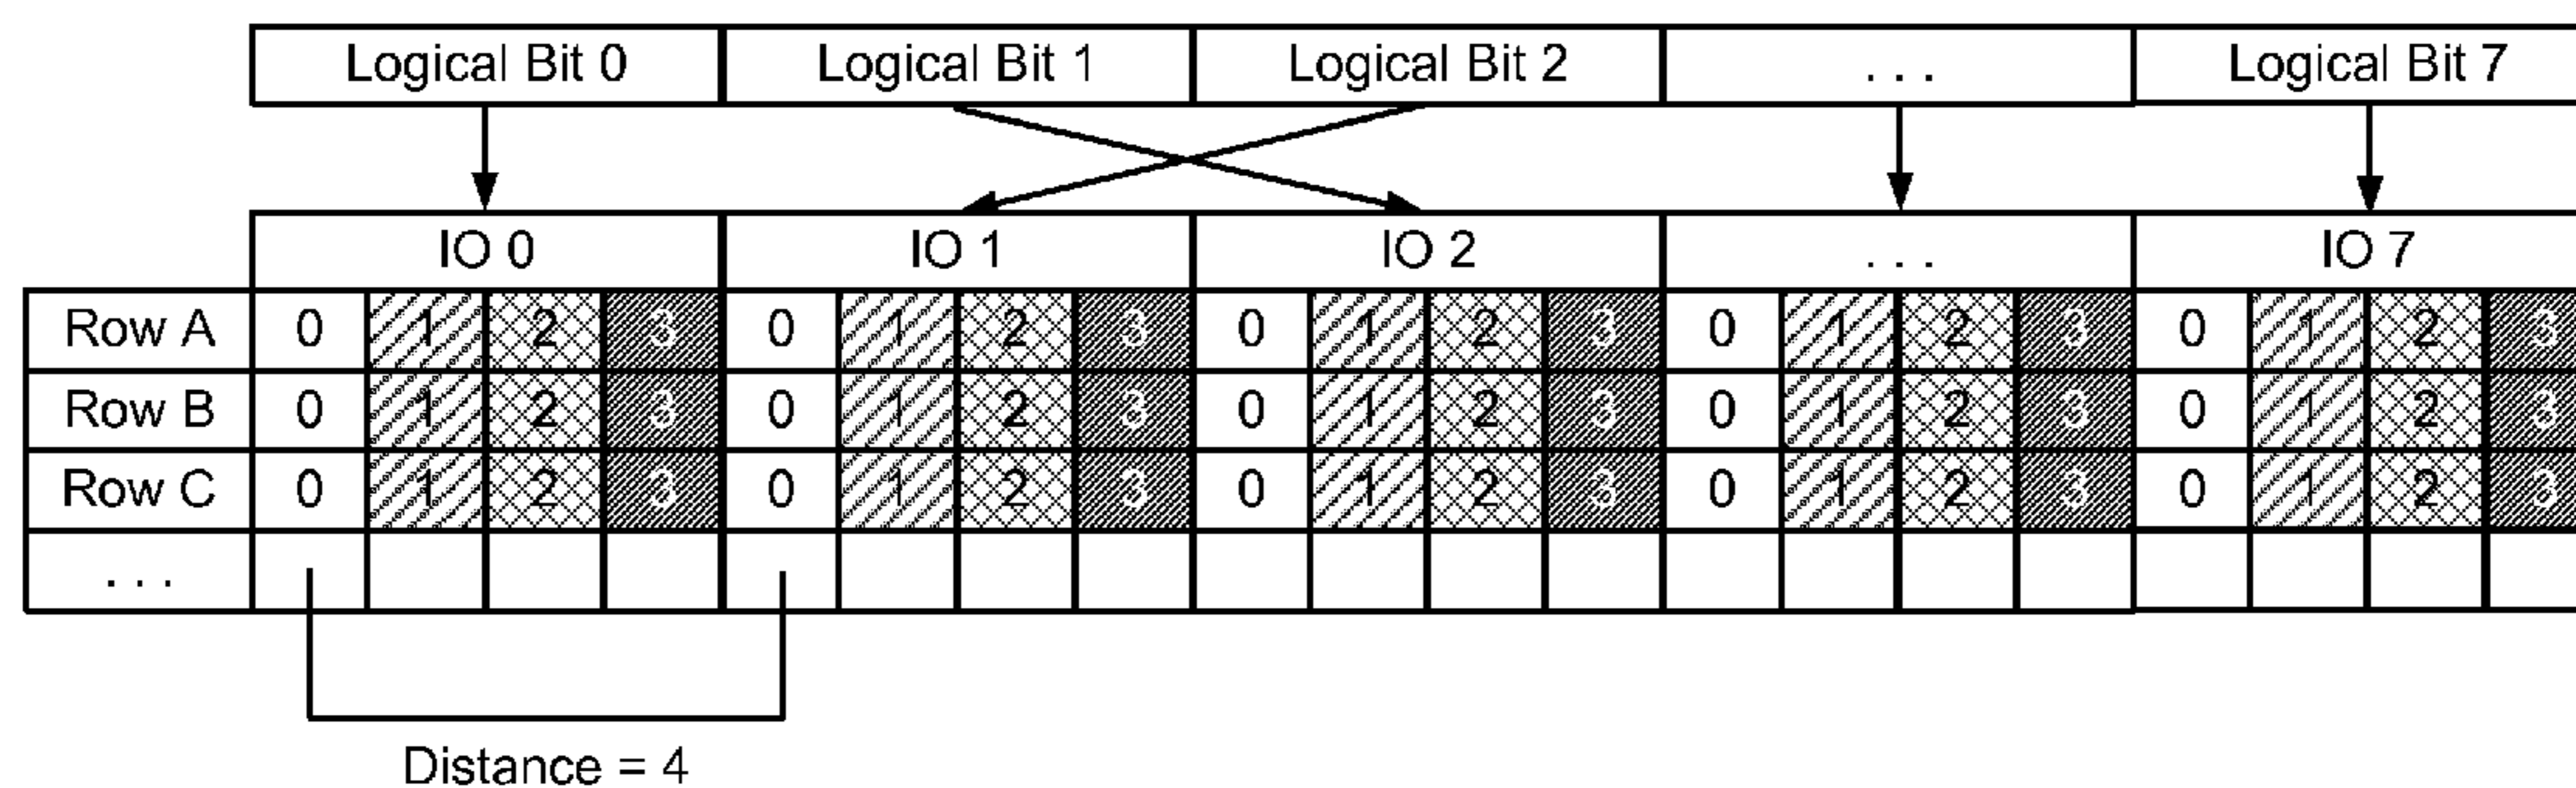 Logical Bit 0 Logical Bit 1 Logical Bit 2 . . . Logical Bit 7
IO 0 IO 1 IO 2 . . . IO 7
Row A 0 1 2 3 0 1 2 3 0 1 2 3 0 1 2 3 0 1 2 3
Row B 0 1 2 3 0 1 2 3 0 1 2 3 0 1 2 3 0 1 2 3
Row C 0 1 2 3 0 1 2 3 0 1 2 3 0 1 2 3 0 1 2 3
. . .
Distance = 4